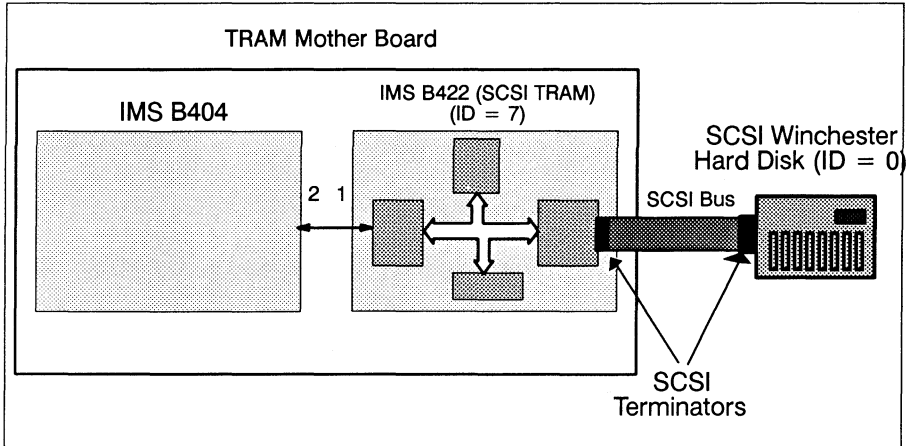 TRAM Mother Board
IMS B404
IMS B422 (SCSI TRAM)
(ID = 7)
SCSI Winchester
Hard Disk (ID = 0)
2 1
SCSI Bus
SCSI
Terminators